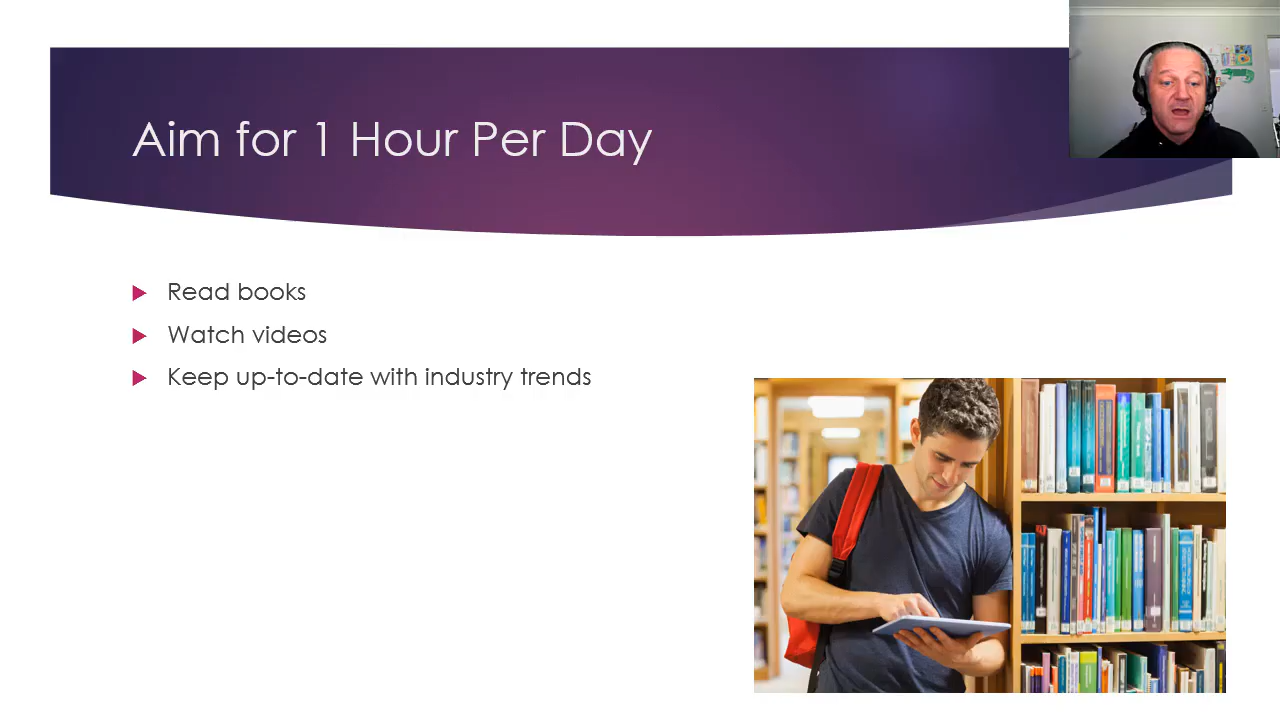 Aim for 1 Hour Per Day
Read books
Watch videos
Keep up-to-date with industry trends